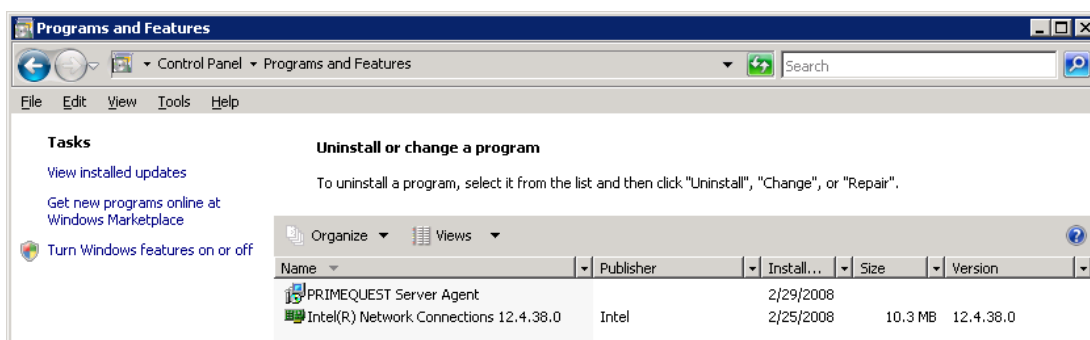 Programs and Features
Control Panel Programs and Features
Search
File Edit View Tools Help
Tasks
View installed updates
Get new programs online at
Windows Marketplace
Turn Windows features on or off
Uninstall or change a program
To uninstall a program, select it from the list and then click "Uninstall", "Change", or "Repair".
Organize Views
Name Publisher Install... Size Version
PRIMEQUEST Server Agent 2/29/2008
Intel(R) Network Connections 12.4.38.0 Intel 2/25/2008 10.3 MB 12.4.38.0